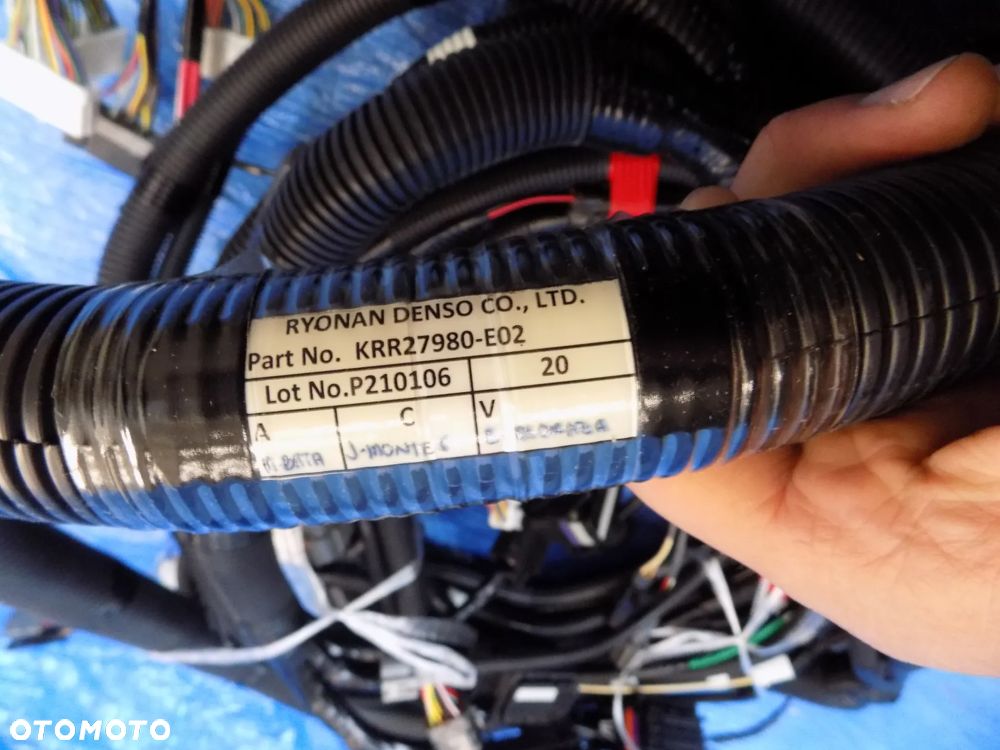 RYONAN DENSO CO., LTD.
Part No. KRR27980-E02
Lot No.P210106 20
A C V
J-MONTE
OTOMOTO